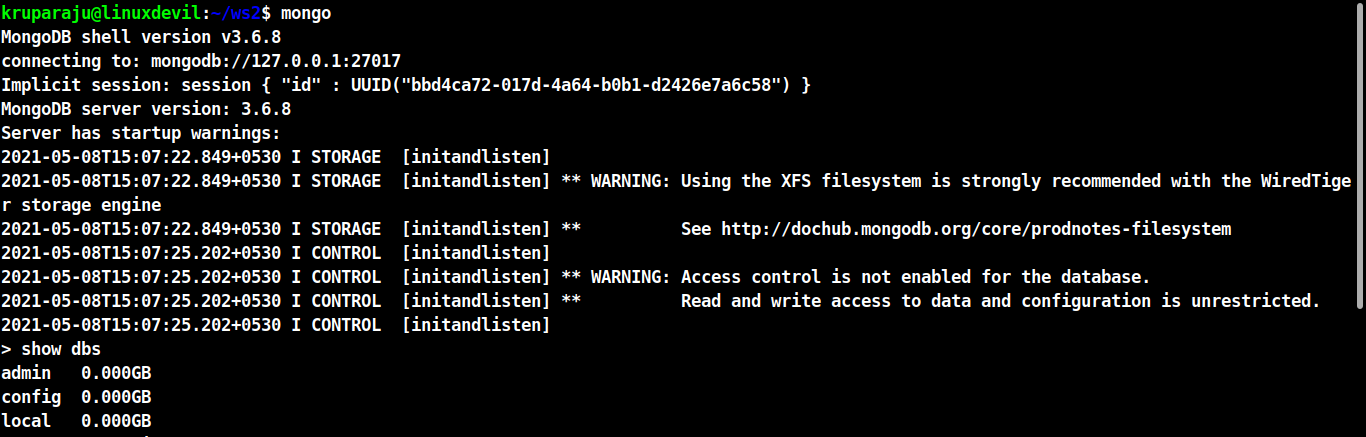 kruparaju@linuxdevil:~/ws2$ mongo
MongoDB shell version v3.6.8
connecting to: mongodb://127.0.0.1:27017
Implicit session: session { "id" : UUID("bbd4ca72-017d-4a64-b0b1-d2426e7a6c58") }
MongoDB server version: 3.6.8
Server has startup warnings:
2021-05-08T15:07:22.849+0530 I STORAGE  [initandlisten]
2021-05-08T15:07:22.849+0530 I STORAGE  [initandlisten] ** WARNING: Using the XFS filesystem is strongly recommended with the WiredTige
r storage engine
2021-05-08T15:07:22.849+0530 I STORAGE  [initandlisten] **          See http://dochub.mongodb.org/core/prodnotes-filesystem
2021-05-08T15:07:25.202+0530 I CONTROL  [initandlisten]
2021-05-08T15:07:25.202+0530 I CONTROL  [initandlisten] ** WARNING: Access control is not enabled for the database.
2021-05-08T15:07:25.202+0530 I CONTROL  [initandlisten] **          Read and write access to data and configuration is unrestricted.
2021-05-08T15:07:25.202+0530 I CONTROL  [initandlisten]
> show dbs
admin   0.000GB
config  0.000GB
local   0.000GB